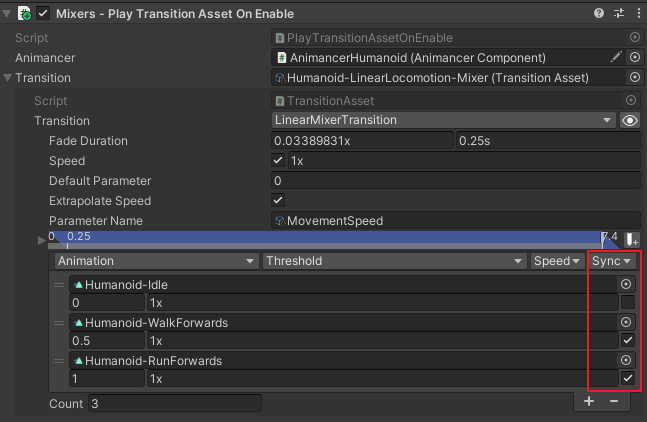 Mixers - Play Transition Asset On Enable
Script PlayTransitionAssetOnEnable
Animancer AnimancerHumanoid (Animancer Component)
Transition Humanoid-LinearLocomotion-Mixer (Transition Asset)
Script TransitionAsset
Transition LinearMixerTransition
Fade Duration 0.03389831x 0.25s
Speed 1x
Default Parameter 0
Extrapolate Speed
Parameter Name MovementSpeed
0 0.25 7.4
Animation Threshold Speed Sync
Humanoid-Idle
0 1x
Humanoid-WalkForwards
0.5 1x
Humanoid-RunForwards
1 1x
Count 3